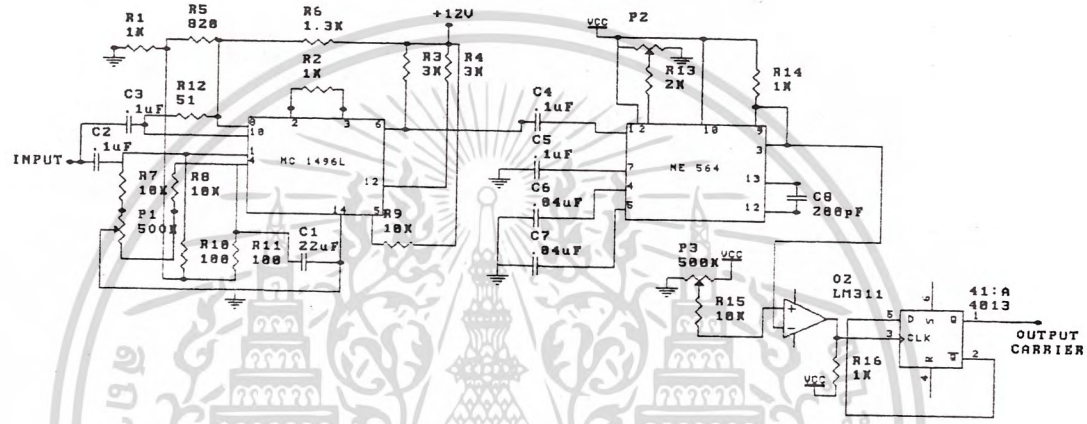 R1
1K
R5
820
R6
1.3K
+12V
R2
1K
R3
3K
R4
3K
R12
51
C3
.1uF
C2
.1uF
INPUT
8
10
1
4
2
3
6
12
14
5
MC 1496L
R7
10K
R8
10K
P1
500K
R10
100
R11
100
C1
22uF
R9
10K
VCC
P2
R13
2K
R14
1K
C4
.1uF
C5
.1uF
C6
.04uF
C7
.04uF
1
2
10
9
3
7
4
5
13
12
NE 564
C8
200pF
P3
500K
VCC
R15
10K
O2
LM311
+
-
R16
1K
VCC
41:A
4013
5
D
S
Q
6
1
3
CLK
R
Q
2
4
OUTPUT
CARRIER